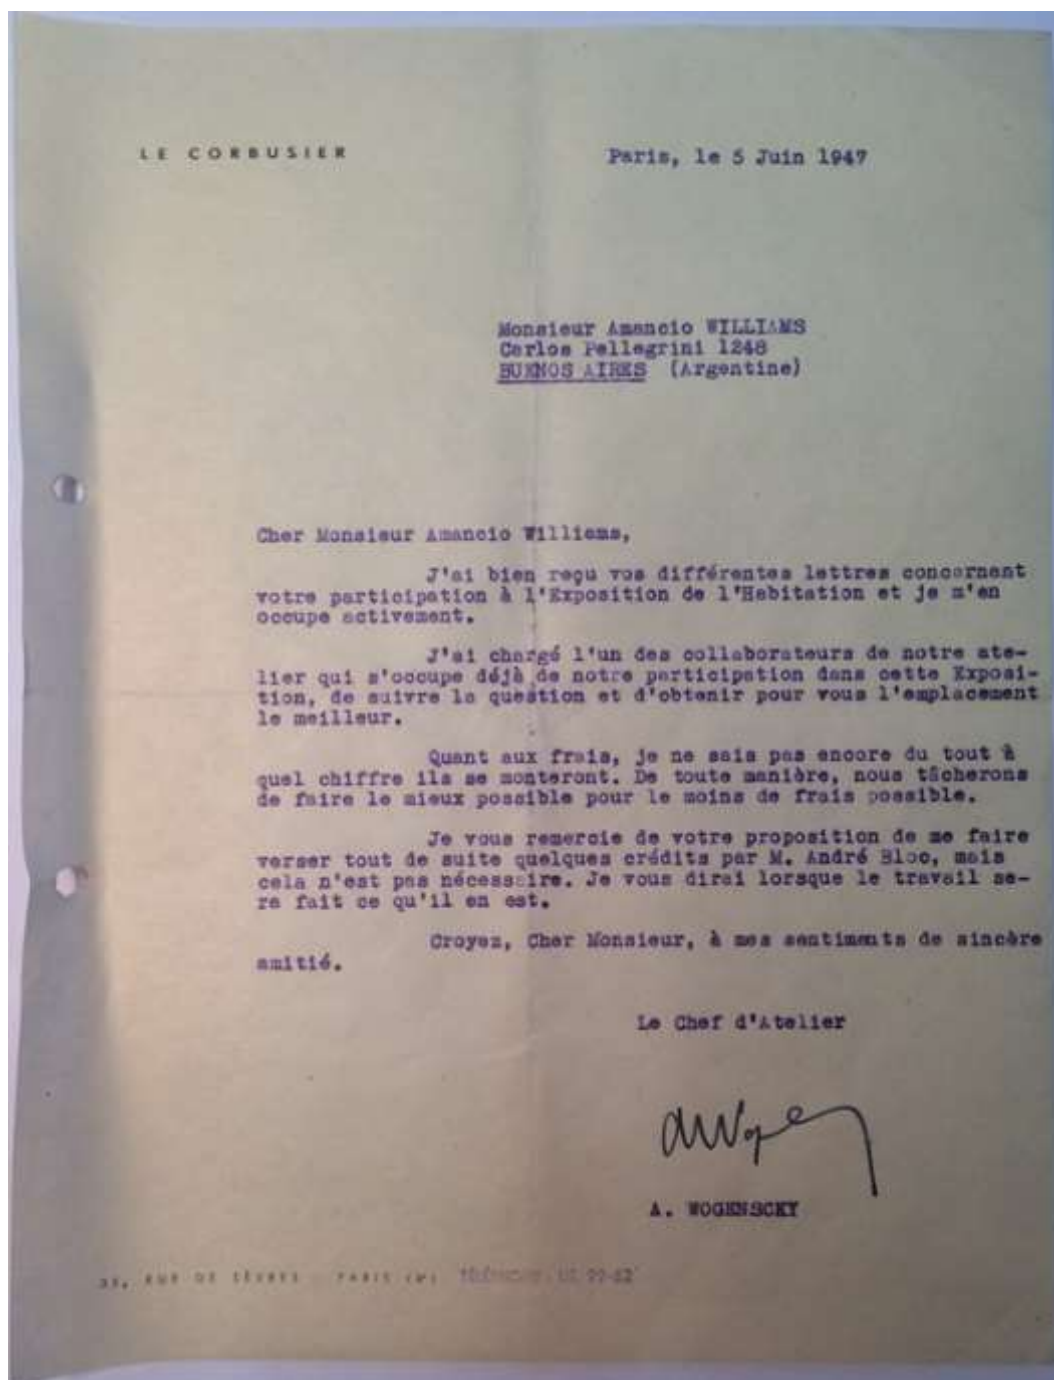 LE CORBUSIER
Paris, le 5 Juin 1947
Monsieur Amancio WILLIAMS
Carlos Pellegrini 1248
BUENOS AIRES (Argentine)
Cher Monsieur Amancio Williams,
J'ai bien reçu vos différentes lettres concernant
votre participation à l'Exposition de l'Habitation et je m'en
occupe activement.
J'ai chargé l'un des collaborateurs de notre ate-
lier qui s'occupe déjà de notre participation dans cette Exposi-
tion, de suivre la question et d'obtenir pour vous l'emplacement
le meilleur.
Quant aux frais, je ne sais pas encore du tout à
quel chiffre ils se monteront. De toute manière, nous tâcherons
de faire le mieux possible pour le moins de frais possible.
Je vous remercie de votre proposition de me faire
verser tout de suite quelques crédits par M. André Bloc, mais
cela n'est pas nécessaire. Je vous dirai lorsque le travail se-
ra fait ce qu'il en est.
Croyez, Cher Monsieur, à mes sentiments de sincère
amitié.
Le Chef d'Atelier
A. WOGENSCKY
RUE DE SÈVRES PARIS 99-62